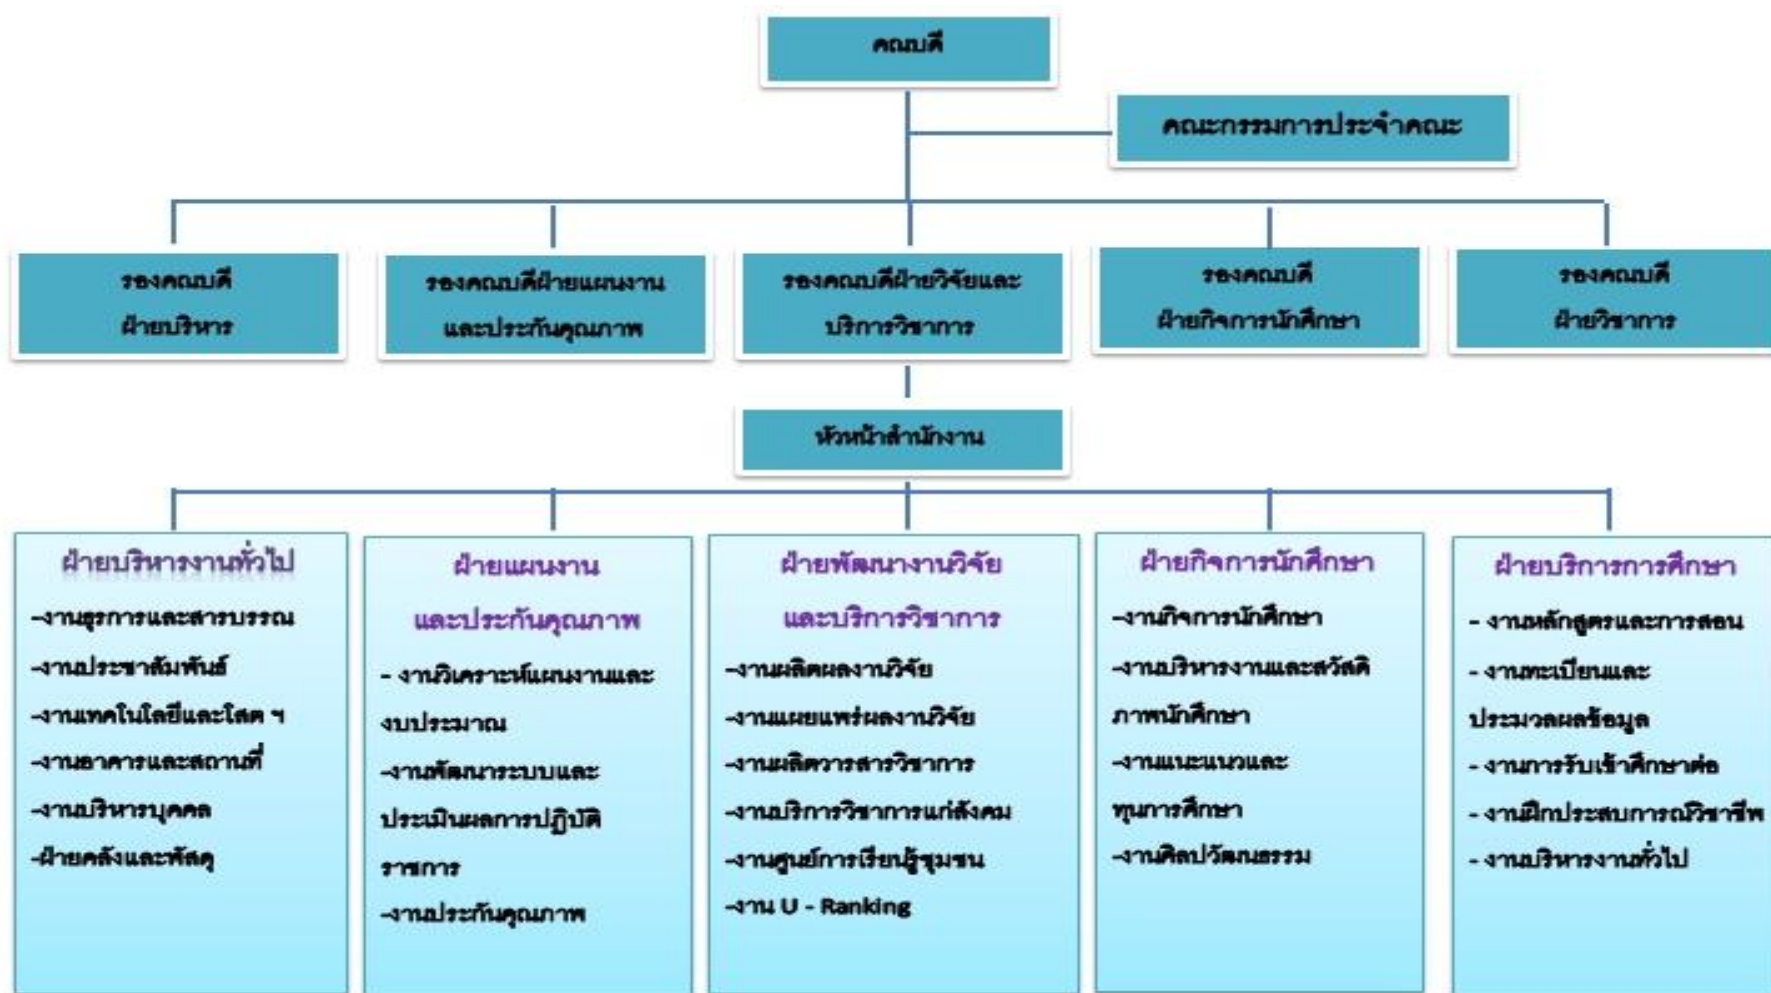 คณบดี
คณะกรรมการประจำคณะ
รองคณบดี
ฝ่ายบริหาร
รองคณบดีฝ่ายแผนงาน
และประกันคุณภาพ
รองคณบดีฝ่ายวิจัยและ
บริการวิชาการ
รองคณบดี
ฝ่ายกิจการนักศึกษา
รองคณบดี
ฝ่ายวิชาการ
หัวหน้าสำนักงาน
ฝ่ายบริหารงานทั่วไป
-งานธุรการและสารบรรณ
-งานประชาสัมพันธ์
-งานเทคโนโลยีและโสต ฯ
-งานอาคารและสถานที่
-งานบริหารบุคคล
-ฝ่ายคลังและพัสดุ
ฝ่ายแผนงาน
และประกันคุณภาพ
- งานวิเคราะห์แผนงานและ
งบประมาณ
-งานพัฒนาระบบและ
ประเมินผลการปฏิบัติ
ราชการ
-งานประกันคุณภาพ
ฝ่ายพัฒนางานวิจัย
และบริการวิชาการ
-งานผลิตผลงานวิจัย
-งานเผยแพร่ผลงานวิจัย
-งานผลิตวารสารวิชาการ
-งานบริการวิชาการแก่สังคม
-งานศูนย์การเรียนรู้ชุมชน
-งาน U - Ranking
ฝ่ายกิจการนักศึกษา
-งานกิจการนักศึกษา
-งานบริหารงานและสวัสดิ
ภาพนักศึกษา
-งานแนะแนวและ
ทุนการศึกษา
-งานศิลปวัฒนธรรม
ฝ่ายบริการการศึกษา
- งานหลักสูตรและการสอน
- งานทะเบียนและ
ประมวลผลข้อมูล
- งานการรับเข้าศึกษาต่อ
- งานฝึกประสบการณ์วิชาชีพ
- งานบริหารงานทั่วไป